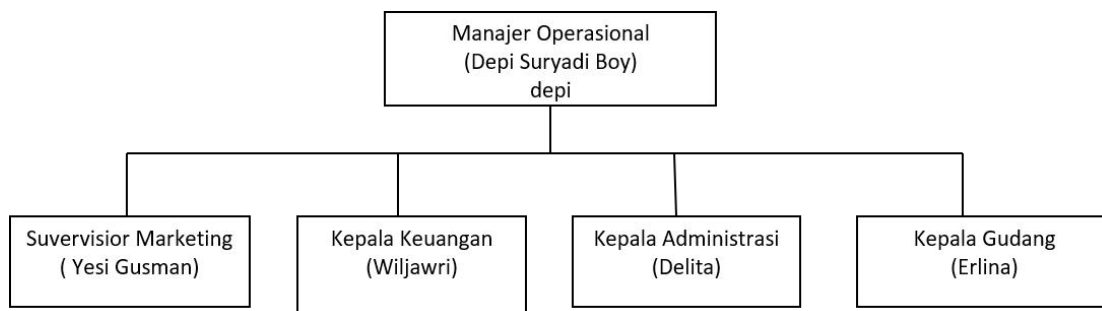 Manajer Operasional
(Depi Suryadi Boy)
depi
Suvervisior Marketing
( Yesi Gusman)
Kepala Keuangan
(Wiljawri)
Kepala Administrasi
(Delita)
Kepala Gudang
(Erlina)